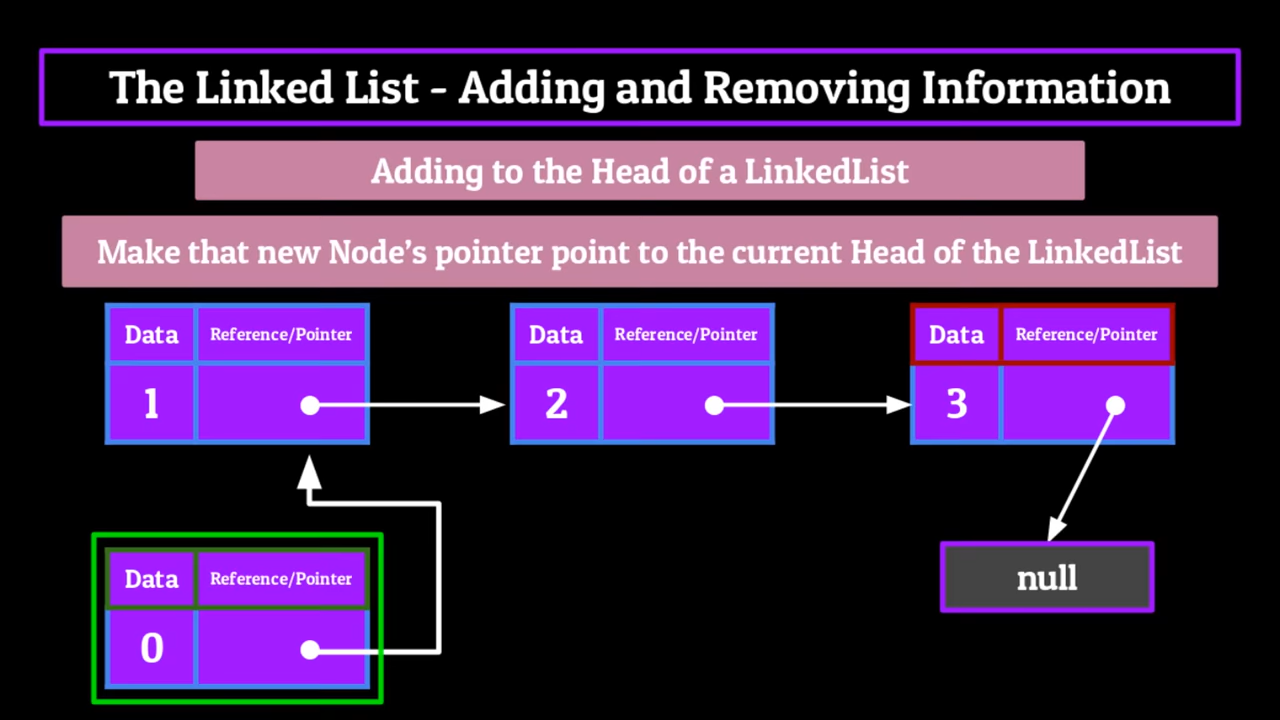 The Linked List - Adding and Removing Information
Adding to the Head of a LinkedList
Make that new Node’s pointer point to the current Head of the LinkedList
Data Reference/Pointer Data Reference/Pointer Data Reference/Pointer
1 2 3
Data Reference/Pointer
null
0